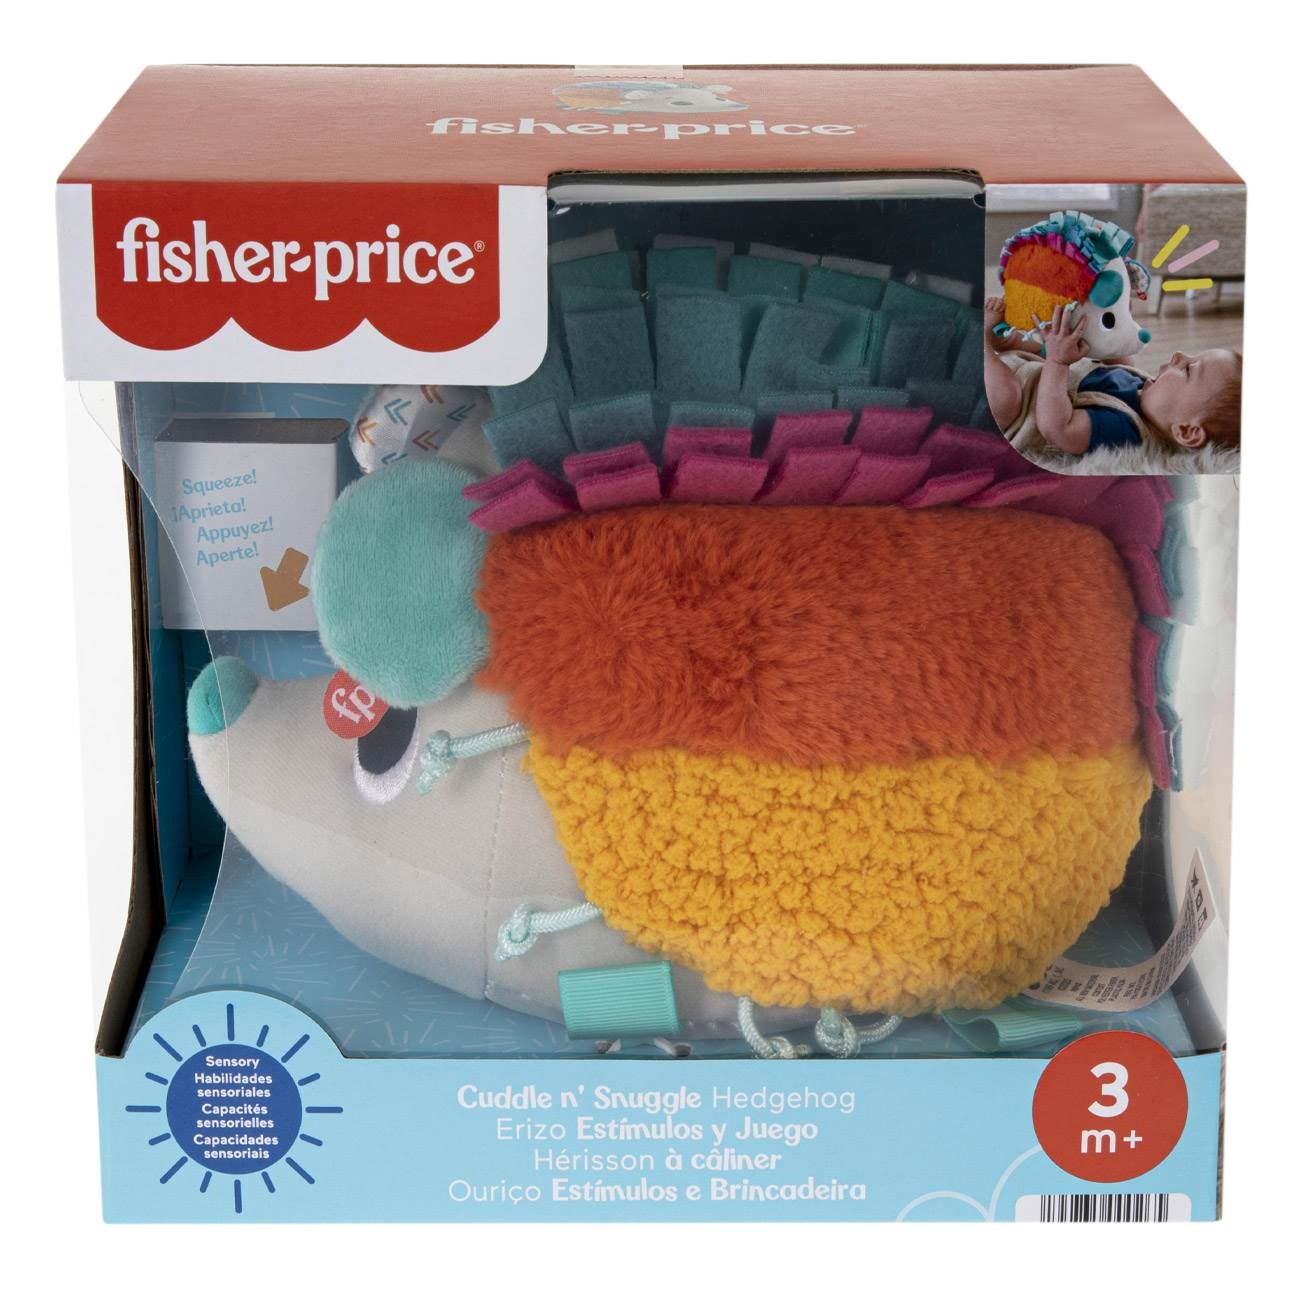 fisher-price
fisher-price®
Squeeze!
¡Aprieta!
Appuyez!
Aperte!
fp
Sensory
Habilidades
sensoriales
Capacités
sensorielles
Capacidades
sensoriais
Cuddle n' Snuggle Hedgehog
Erizo Estímulos y Juego
Hérisson à câliner
Ouriço Estímulos e Brincadeira
3
m+